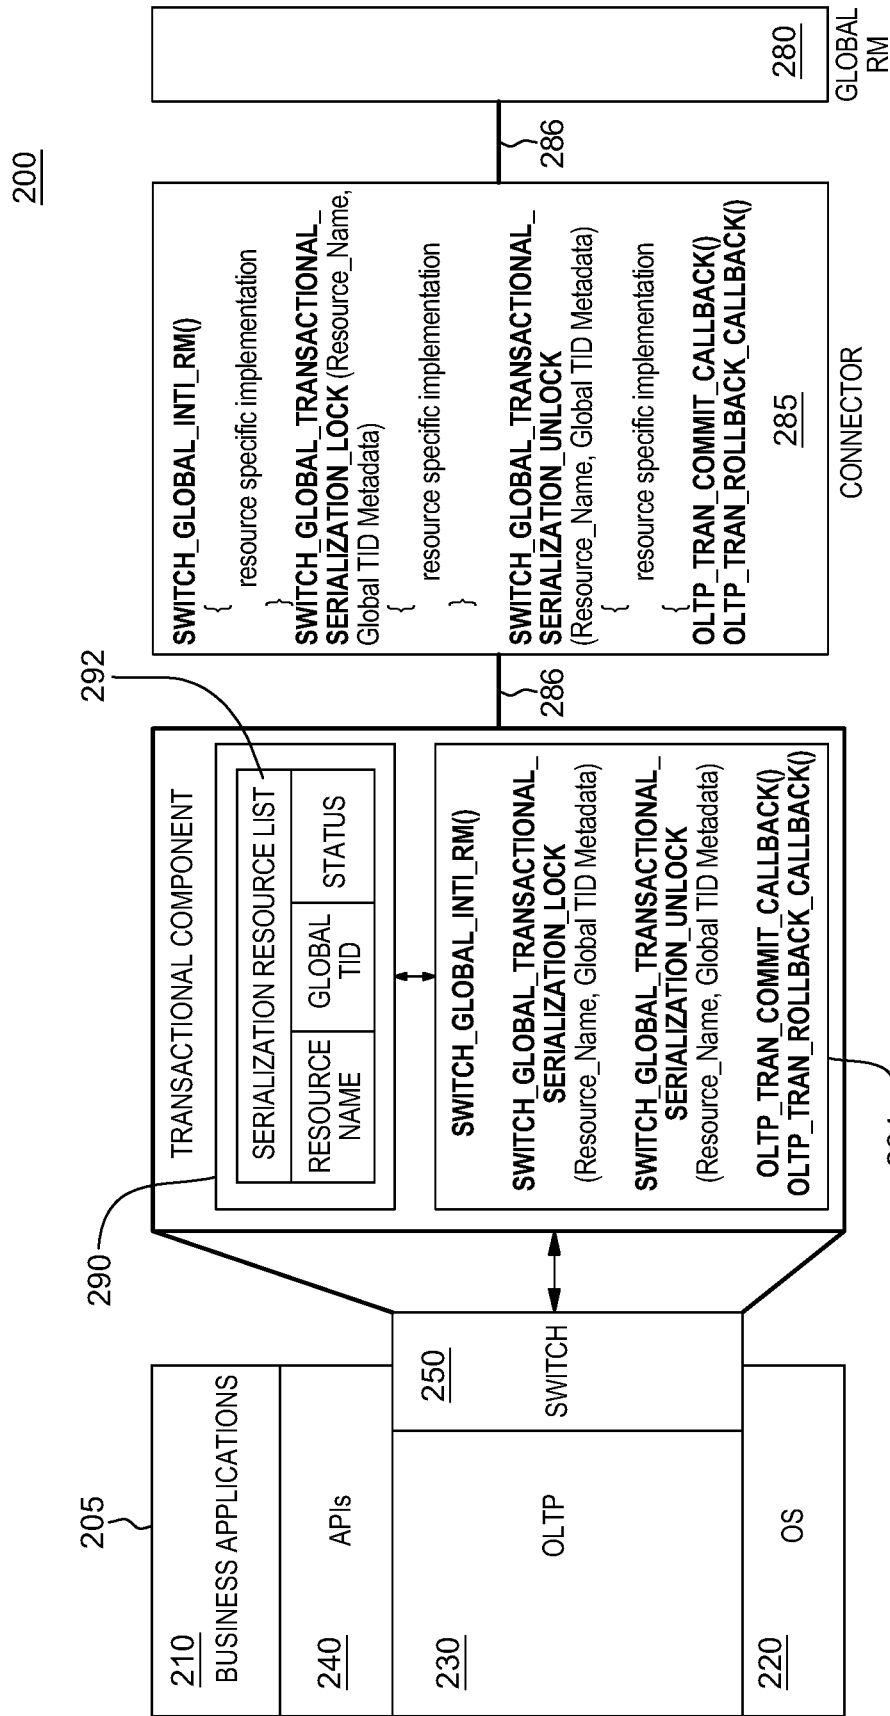 200
205
210
BUSINESS APPLICATIONS
240
APIs
230
OLTP
250
SWITCH
220
OS
290
292
TRANSACTIONAL COMPONENT
SERIALIZATION RESOURCE LIST
RESOURCE
NAME
GLOBAL
TID
STATUS
SWITCH_GLOBAL_INTI_RM()
SWITCH_GLOBAL_TRANSACTIONAL_
SERIALIZATION_LOCK
(Resource_Name, Global TID Metadata)
SWITCH_GLOBAL_TRANSACTIONAL_
SERIALIZATION_UNLOCK
(Resource_Name, Global TID Metadata)
OLTP_TRAN_COMMIT_CALLBACK()
OLTP_TRAN_ROLLBACK_CALLBACK()
286
SWITCH_GLOBAL_INTI_RM()
{
resource specific implementation
}
SWITCH_GLOBAL_TRANSACTIONAL_
SERIALIZATION_LOCK (Resource_Name,
Global TID Metadata)
{
resource specific implementation
}
SWITCH_GLOBAL_TRANSACTIONAL_
SERIALIZATION_UNLOCK
(Resource_Name, Global TID Metadata)
{
resource specific implementation
}
OLTP_TRAN_COMMIT_CALLBACK()
OLTP_TRAN_ROLLBACK_CALLBACK()
285
CONNECTOR
286
280
GLOBAL
RM